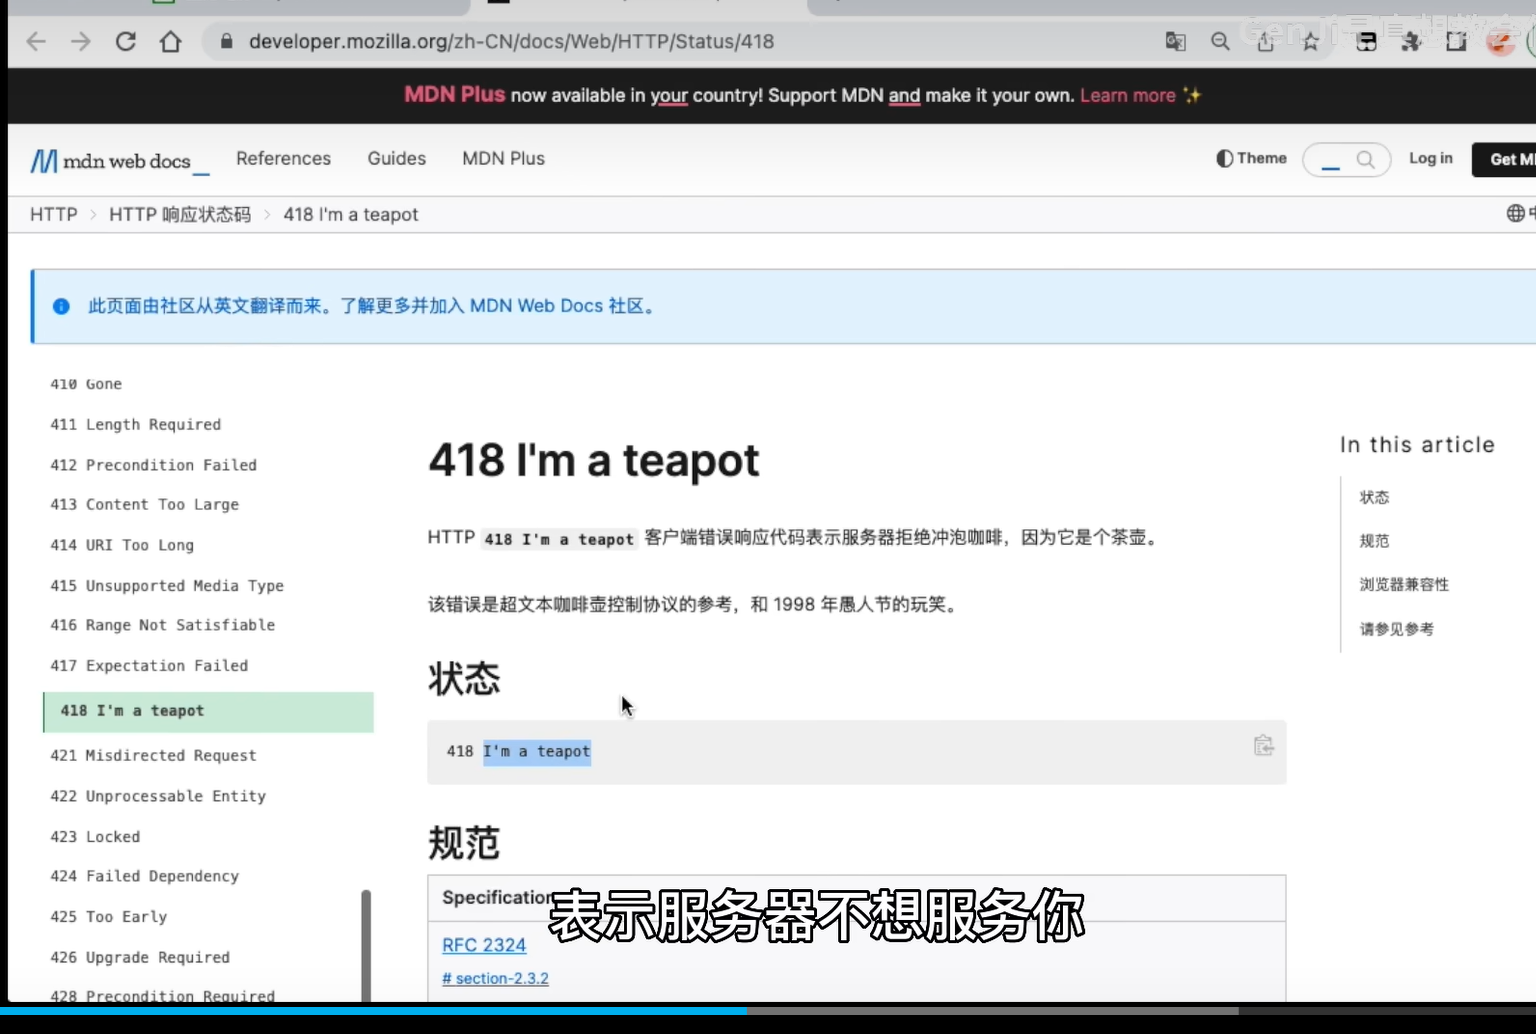 developer.mozilla.org/zh-CN/docs/Web/HTTP/Status/418
MDN Plus now available in your country! Support MDN and make it your own. Learn more ✨
mdn web docs_
References
Guides
MDN Plus
Theme
Log in
Get M
HTTP > HTTP 响应状态码 > 418 I'm a teapot
此页面由社区从英文翻译而来。了解更多并加入 MDN Web Docs 社区。
410 Gone
411 Length Required
412 Precondition Failed
413 Content Too Large
414 URI Too Long
415 Unsupported Media Type
416 Range Not Satisfiable
417 Expectation Failed
418 I'm a teapot
421 Misdirected Request
422 Unprocessable Entity
423 Locked
424 Failed Dependency
425 Too Early
426 Upgrade Required
428 Precondition Required
418 I'm a teapot
HTTP 418 I'm a teapot 客户端错误响应代码表示服务器拒绝冲泡咖啡，因为它是个茶壶。
该错误是超文本咖啡壶控制协议的参考，和 1998 年愚人节的玩笑。
状态
418 I'm a teapot
规范
Specification
RFC 2324
# section-2.3.2
In this article
状态
规范
浏览器兼容性
请参见参考
表示服务器不想服务你